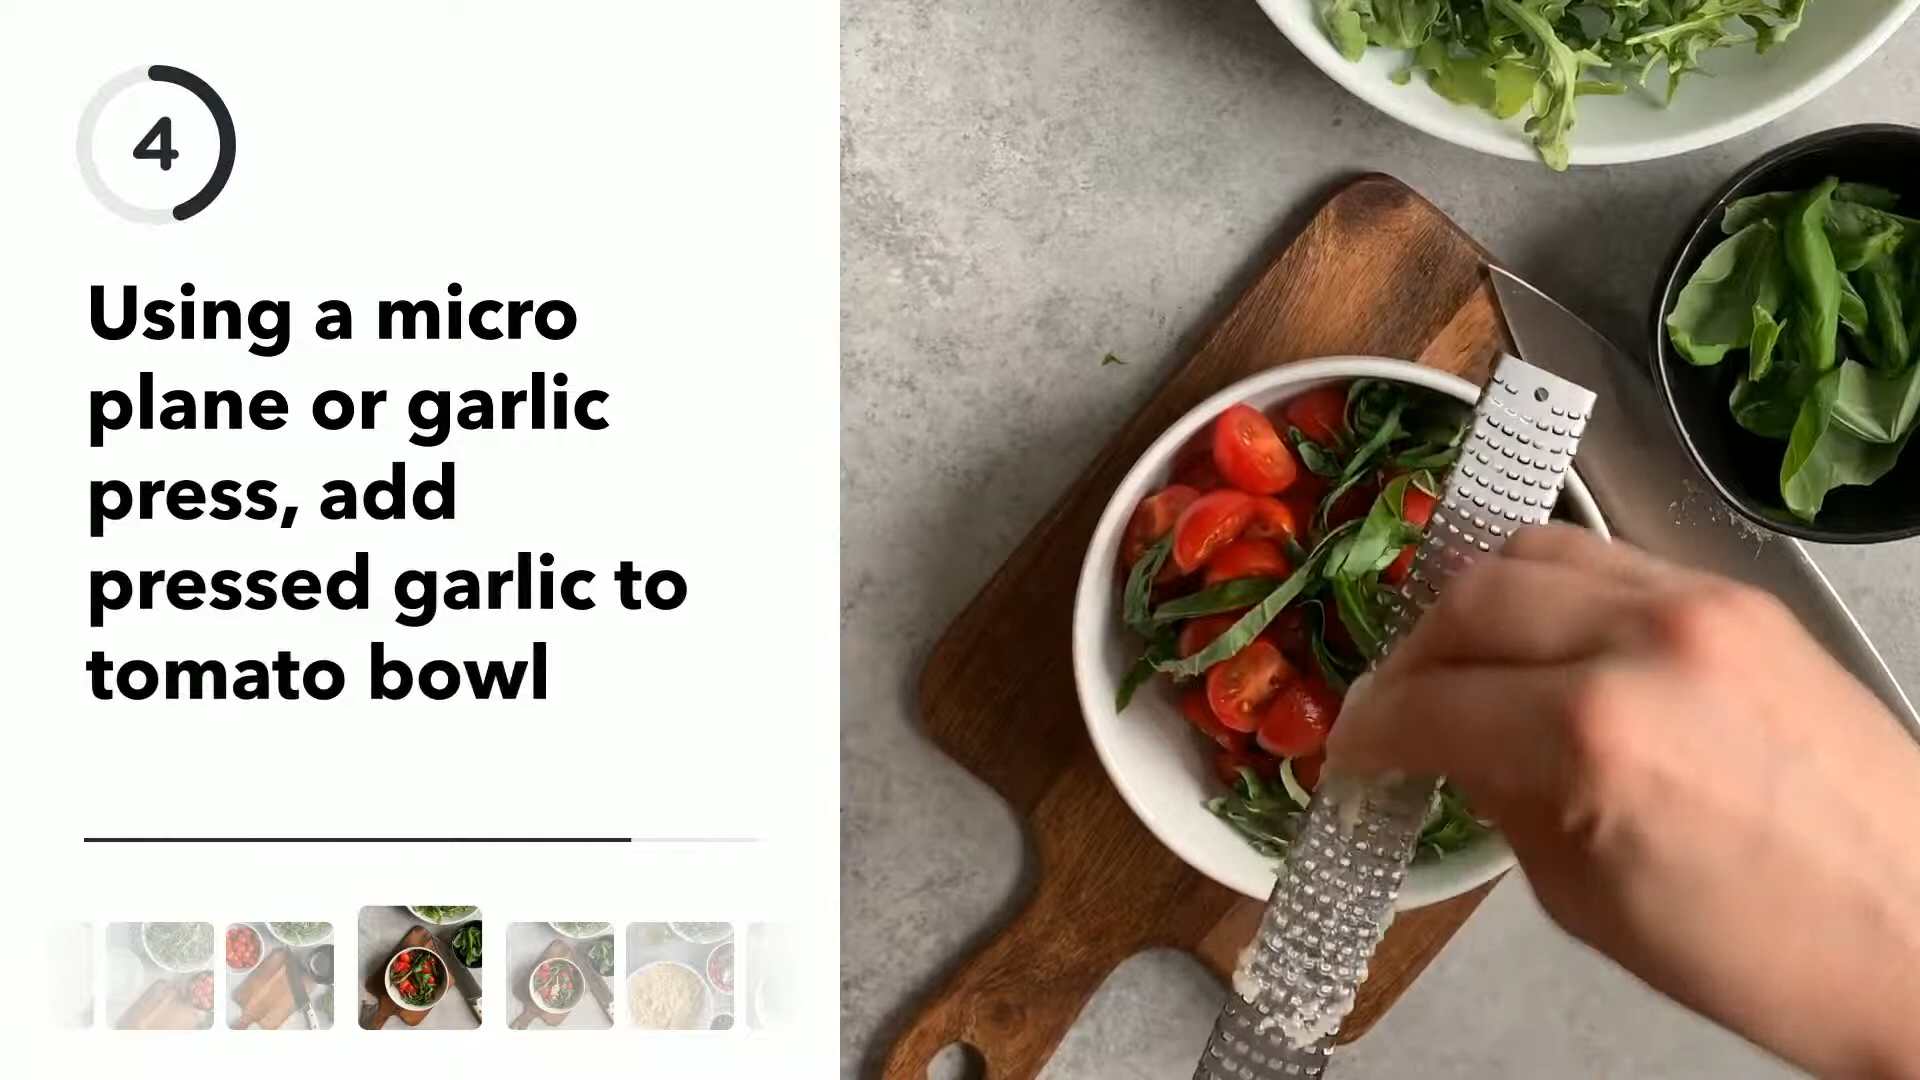 4
Using a micro
plane or garlic
press, add
pressed garlic to
tomato bowl